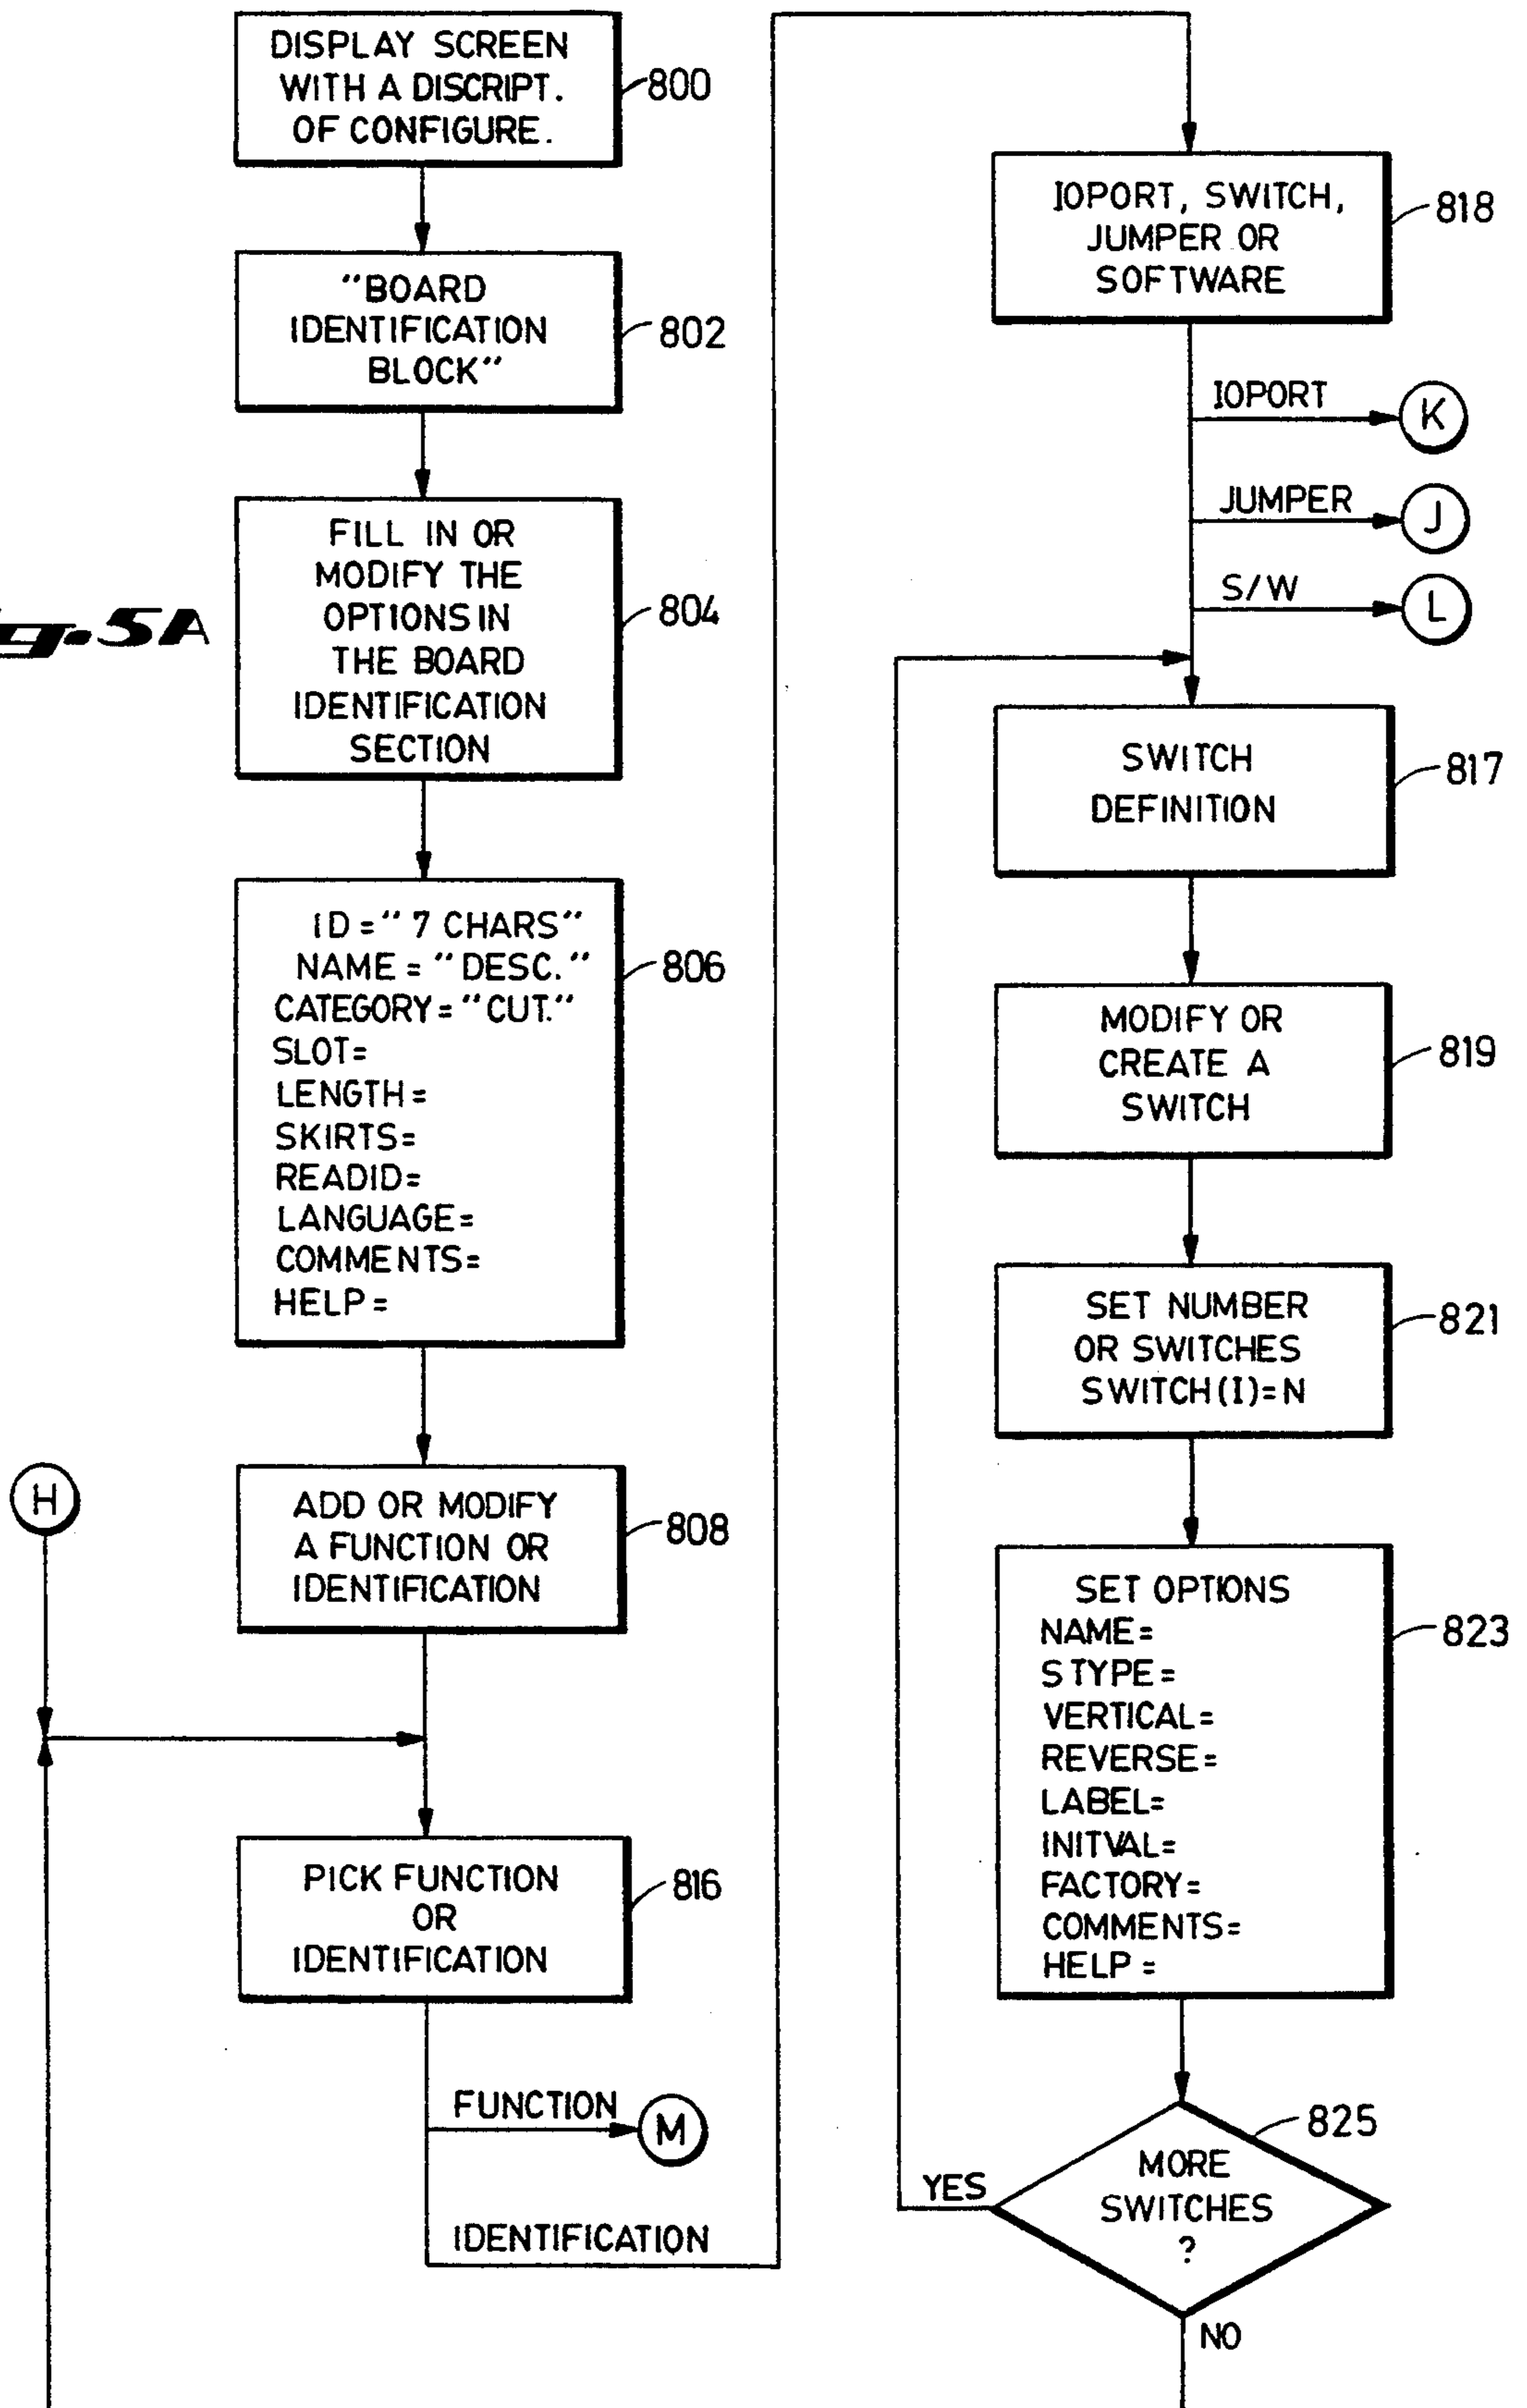 DISPLAY SCREEN
WITH A DISCRIPT.
OF CONFIGURE.
800
"BOARD
IDENTIFICATION
BLOCK"
802
FILL IN OR
MODIFY THE
OPTIONS IN
THE BOARD
IDENTIFICATION
SECTION
804
g. 5A
ID = "7 CHARS"
NAME = "DESC."
CATEGORY = "CUT."
SLOT=
LENGTH=
SKIRTS=
READID=
LANGUAGE=
COMMENTS=
HELP=
806
H
ADD OR MODIFY
A FUNCTION OR
IDENTIFICATION
808
PICK FUNCTION
OR
IDENTIFICATION
816
FUNCTION
M
IDENTIFICATION
IOPORT, SWITCH,
JUMPER OR
SOFTWARE
818
IOPORT
K
JUMPER
J
S/W
L
SWITCH
DEFINITION
817
MODIFY OR
CREATE A
SWITCH
819
SET NUMBER
OR SWITCHES
SWITCH(I)=N
821
SET OPTIONS
NAME=
STYPE=
VERTICAL=
REVERSE=
LABEL=
INITVAL=
FACTORY=
COMMENTS=
HELP=
823
MORE
SWITCHES
?
825
YES
NO